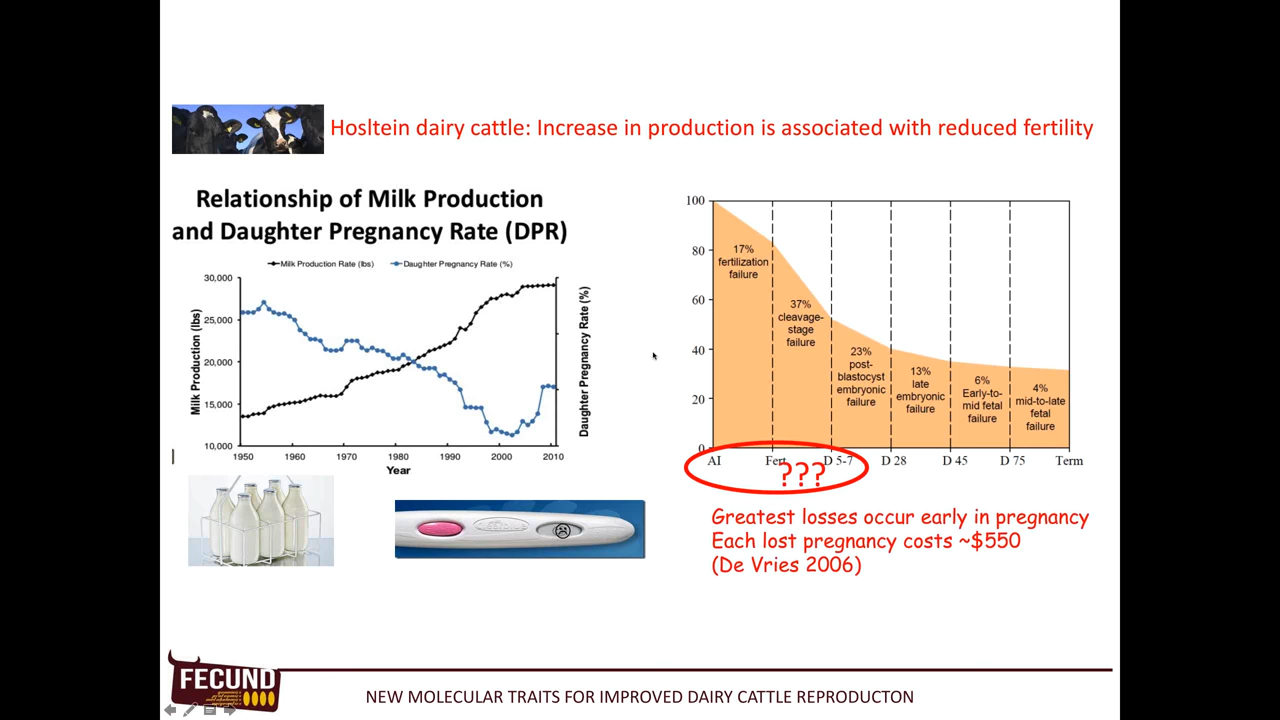 Hosltein dairy cattle: Increase in production is associated with reduced fertility
Relationship of Milk Production
and Daughter Pregnancy Rate (DPR)
Milk Production Rate (lbs)
Daughter Pregnancy Rate (%)
30,000
25,000
20,000
15,000
10,000
Milk Production (lbs)
Daughter Pregnancy Rate (%)
1950 1960 1970 1980 1990 2000 2010
Year
100
80
60
40
20
0
17%
fertilization
failure
37%
cleavage-
stage
failure
23%
post-
blastocyst
embryonic
failure
13%
late
embryonic
failure
6%
Early-to-
mid fetal
failure
4%
mid-to-late
fetal
failure
AI Fert D 5-7 D 28 D 45 D 75 Term
???
Greatest losses occur early in pregnancy
Each lost pregnancy costs ~$550
(De Vries 2006)
FECUND
NEW MOLECULAR TRAITS FOR IMPROVED DAIRY CATTLE REPRODUCTON